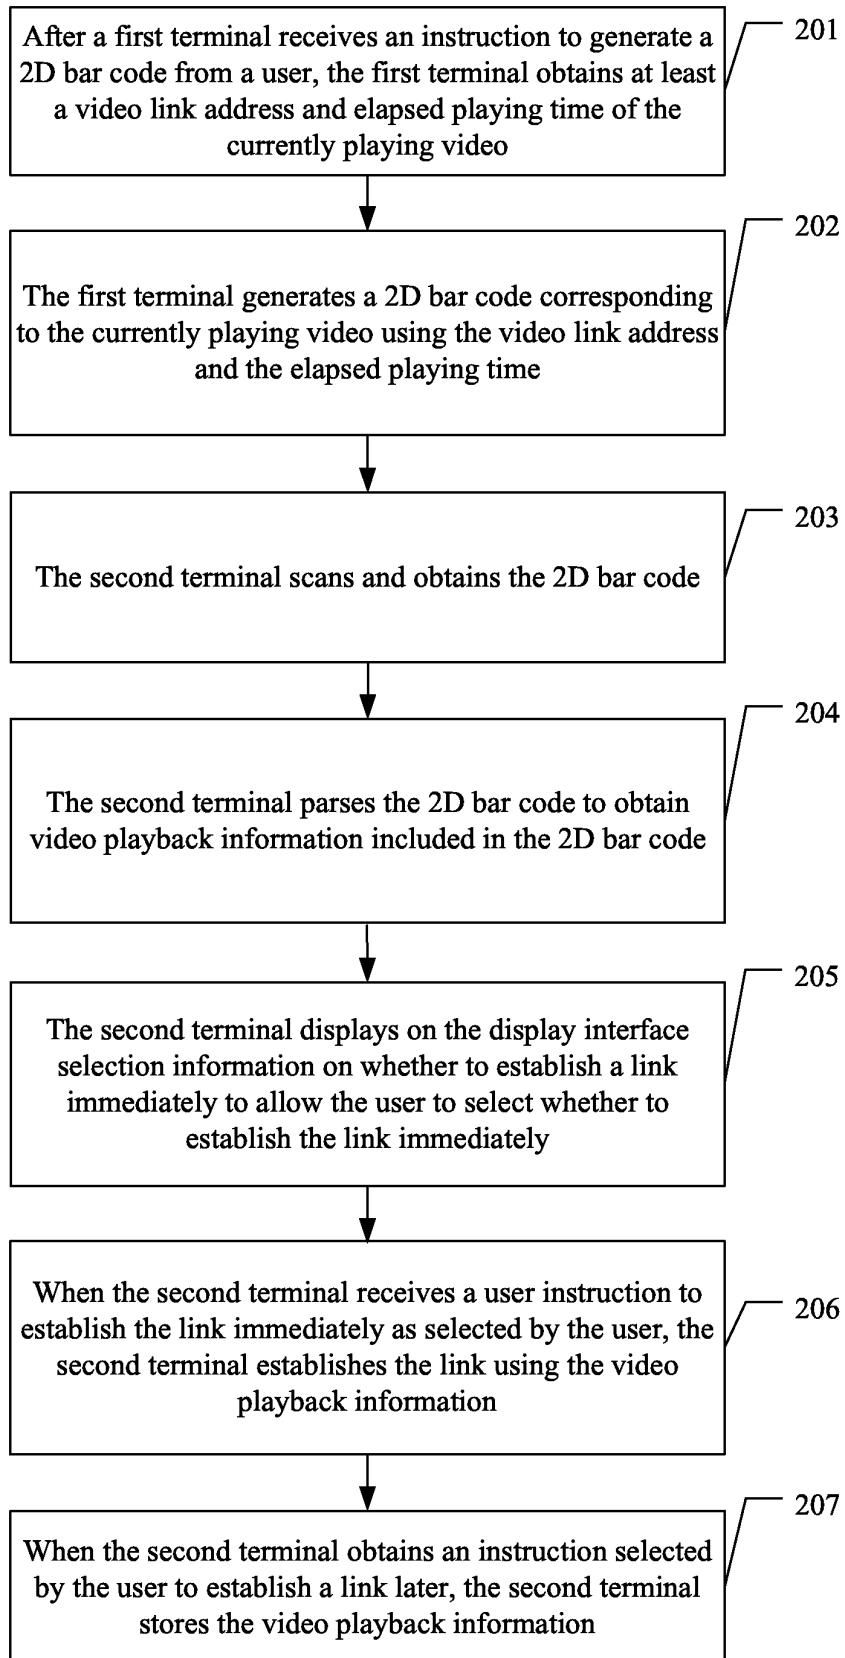 After a first terminal receives an instruction to generate a
2D bar code from a user, the first terminal obtains at least
a video link address and elapsed playing time of the
currently playing video
201
The first terminal generates a 2D bar code corresponding
to the currently playing video using the video link address
and the elapsed playing time
202
The second terminal scans and obtains the 2D bar code
203
The second terminal parses the 2D bar code to obtain
video playback information included in the 2D bar code
204
The second terminal displays on the display interface
selection information on whether to establish a link
immediately to allow the user to select whether to
establish the link immediately
205
When the second terminal receives a user instruction to
establish the link immediately as selected by the user, the
second terminal establishes the link using the video
playback information
206
When the second terminal obtains an instruction selected
by the user to establish a link later, the second terminal
stores the video playback information
207